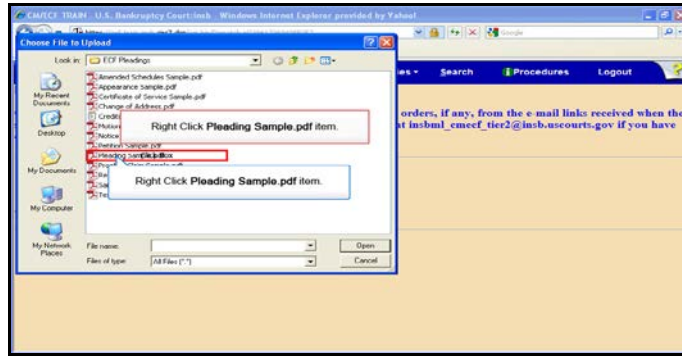 CM/ECF TRAIN - U.S. Bankruptcy Court:insb - Windows Internet Explorer provided by Yahoo!
Choose File to Upload
Google
Look in: ECF Pleadings
Search Procedures Logout
Amended Schedules Sample.pdf
Appearance Sample.pdf
Certificate of Service Sample.pdf
Change of Address.pdf
orders, if any, from the e-mail links received when the
insbml_cmecf_tier2@insb.uscourts.gov if you have
Right Click Pleading Sample.pdf item.
Petition Sample.pdf
Right Click Pleading Sample.pdf item.
My Recent Documents
Desktop
My Documents
My Computer
My Network Places
File name: Open
Files of type: All Files (*.*) Cancel